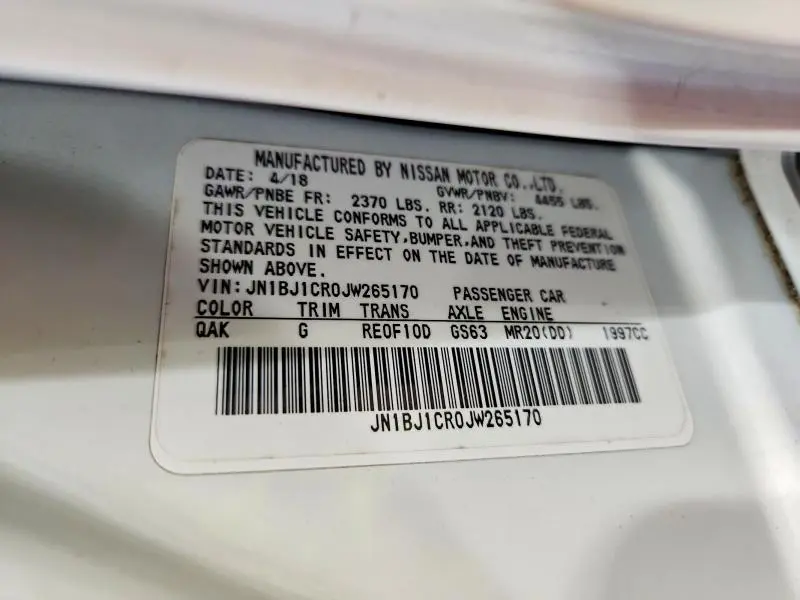 MANUFACTURED BY NISSAN MOTOR CO.,LTD.
DATE: 4/18 GVWR/PNBV: 4455 LBS.
GAWR/PNBE FR: 2370 LBS. RR: 2120 LBS.
THIS VEHICLE CONFORMS TO ALL APPLICABLE FEDERAL
MOTOR VEHICLE SAFETY,BUMPER,AND THEFT PREVENTION
STANDARDS IN EFFECT ON THE DATE OF MANUFACTURE
SHOWN ABOVE.
VIN:JN1BJ1CR0JW265170 PASSENGER CAR
COLOR TRIM TRANS AXLE ENGINE
QAK G RE0F10D GS63 MR20(DD) 1997CC
JN1BJ1CR0JW265170